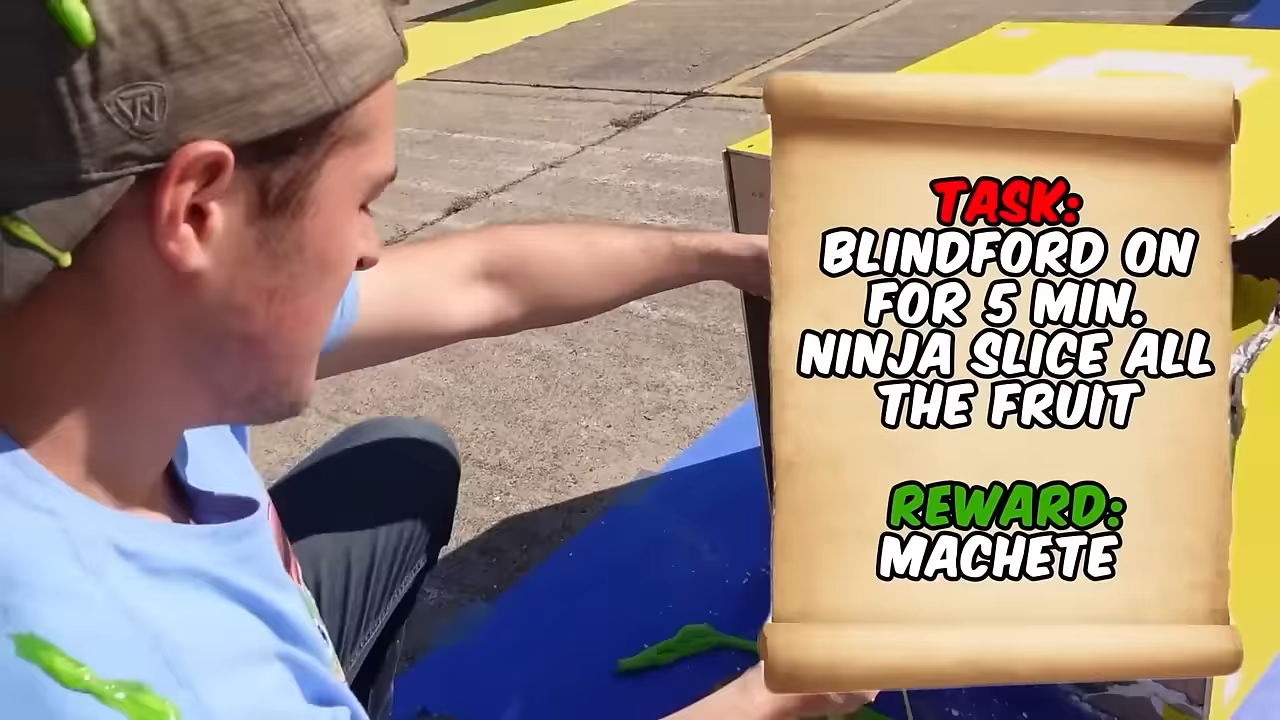 TASK:
BLINDFORD ON
FOR 5 MIN.
NINJA SLICE ALL
THE FRUIT
REWARD:
MACHETE